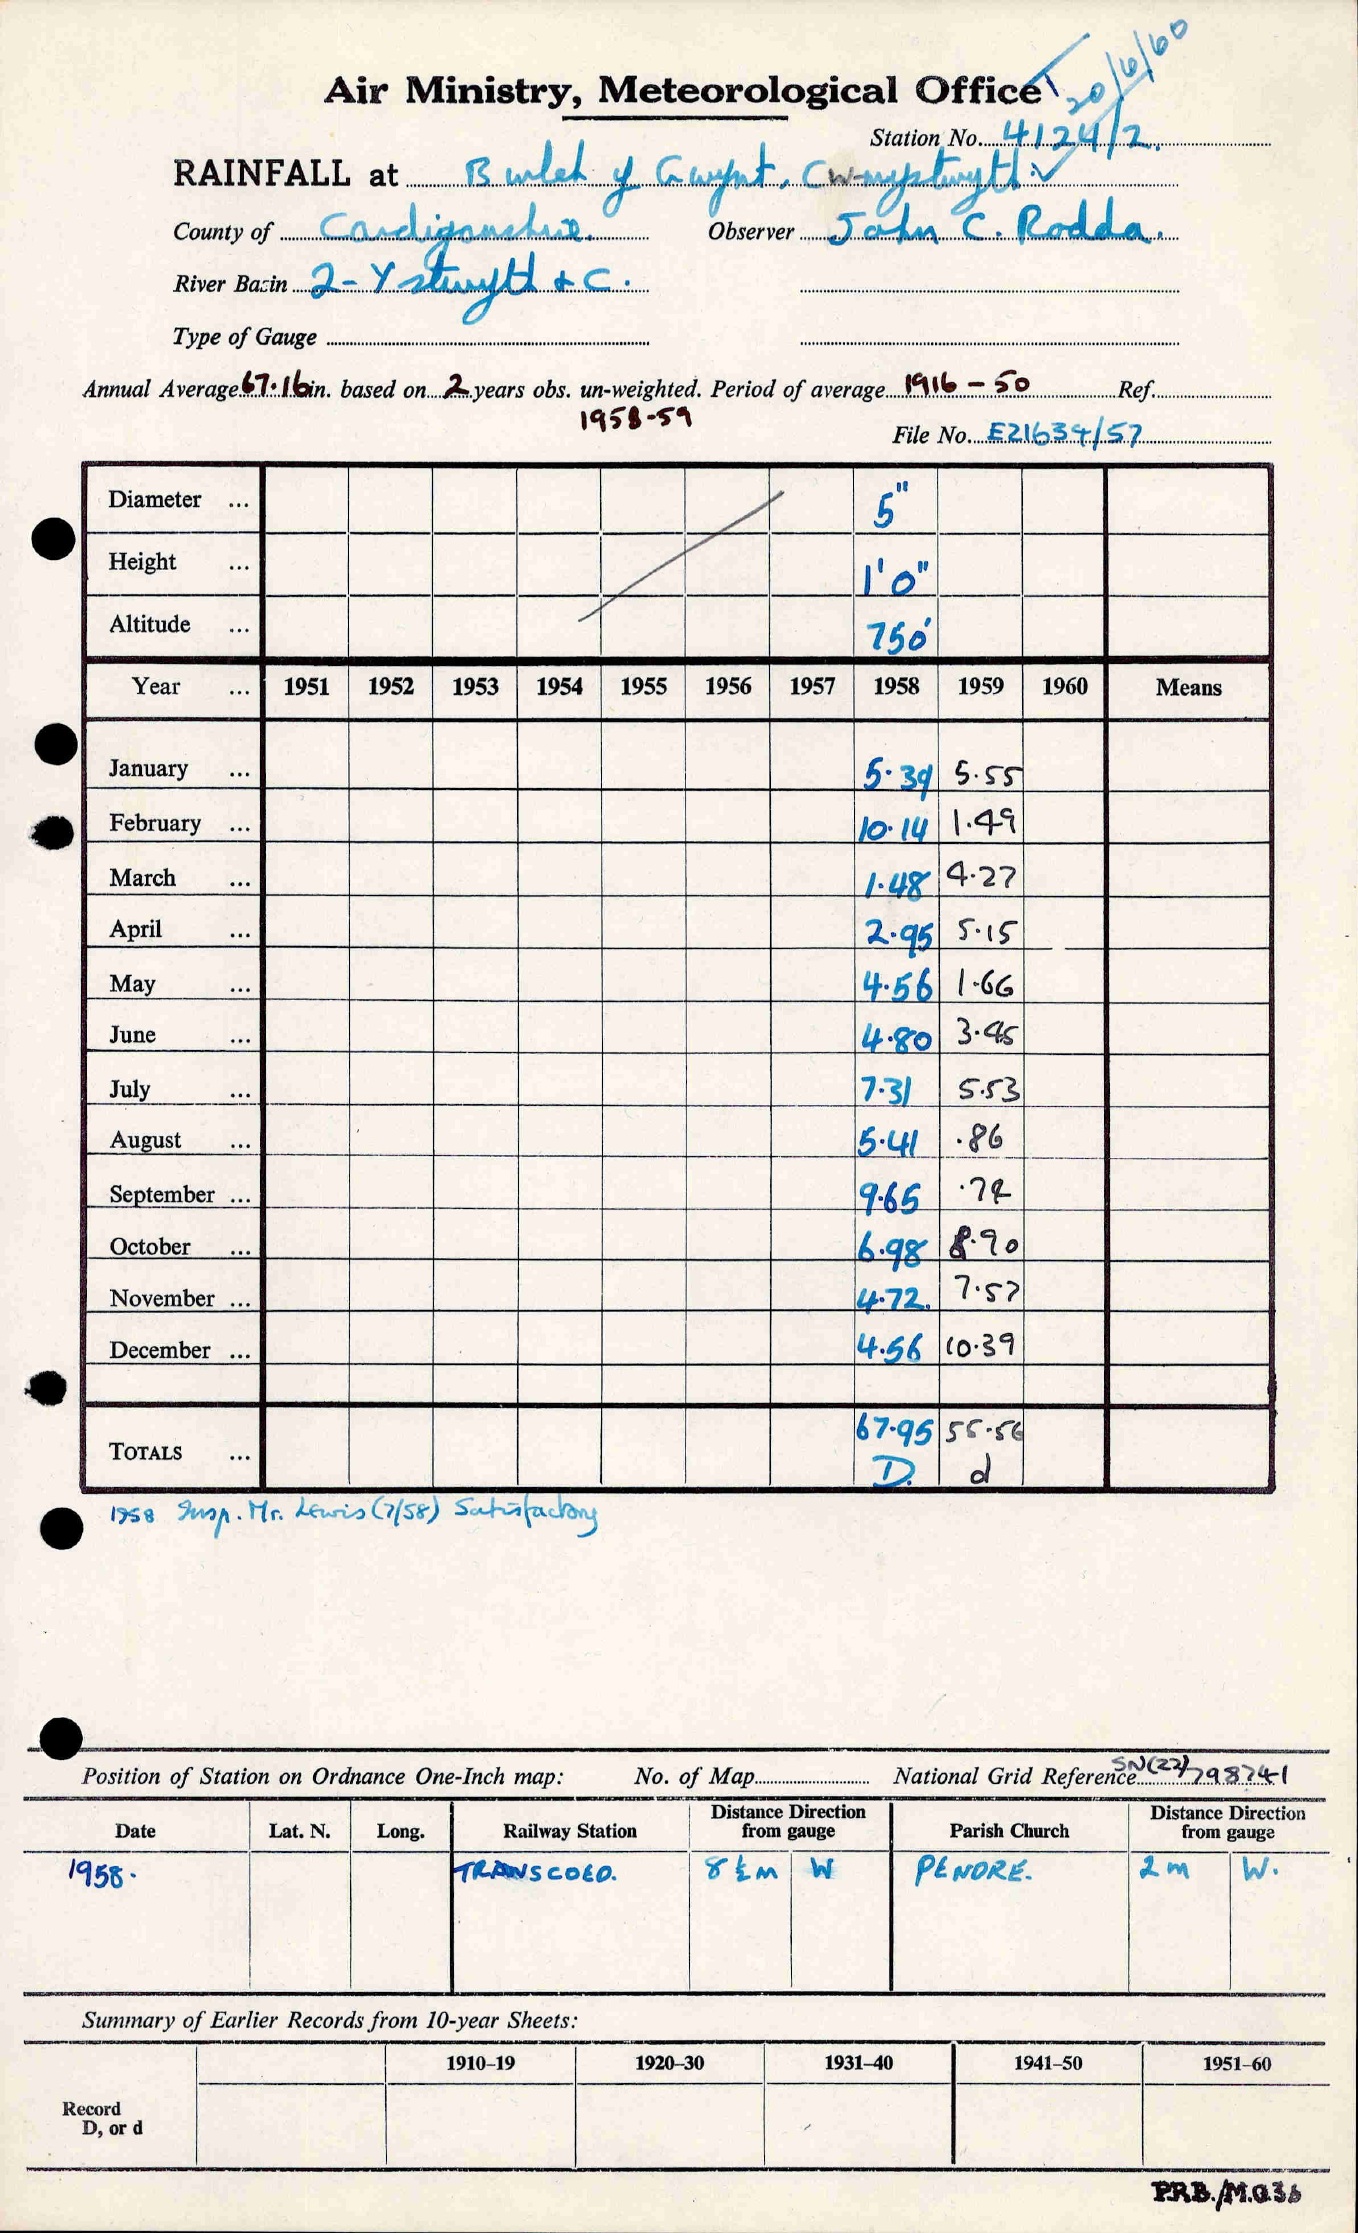 20/6/60
Air Ministry, Meteorological Office
Station No. 4124/2.
RAINFALL at Bwlch y Gwynt, Cwmystwyth.
County of Cardiganshire. Observer John C. Rodda.
River Basin 2-Ystwyth + C.
Type of Gauge
Annual Average 67.16 in. based on 2 years obs. un-weighted. Period of average 1916-50 Ref.
1958-59
File No. E21634/57
Diameter ... 5"
Height ... 1'0"
Altitude ... 750'
Year ... 1951 1952 1953 1954 1955 1956 1957 1958 1959 1960 Means
January ... 5.39 5.55
February ... 10.14 1.49
March ... 1.48 4.27
April ... 2.95 5.15
May ... 4.56 1.66
June ... 4.80 3.45
July ... 7.31 5.53
August ... 5.41 .86
September ... 9.65 .74
October ... 6.98 8.90
November ... 4.72. 7.57
December ... 4.56 10.39
TOTALS ... 67.95 55.56
D. d
1958 Insp. Mr. Lewis (7/58) Satisfactory
Position of Station on Ordnance One-Inch map: No. of Map National Grid Reference SN(22)798741
Date Lat. N. Long. Railway Station Distance Direction from gauge Parish Church Distance Direction from gauge
1958. TRANSCOED. 8½m W PENDRE. 2m W.
Summary of Earlier Records from 10-year Sheets:
1910-19 1920-30 1931-40 1941-50 1951-60
Record
D, or d
P.R.B./M.O.36